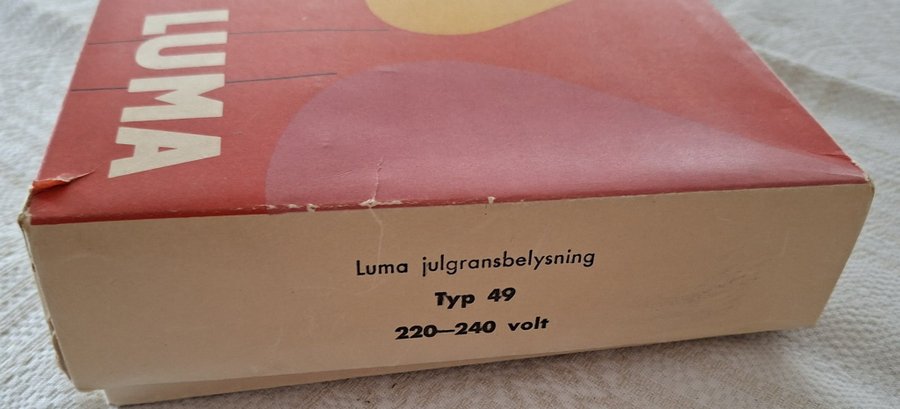 LUMA
Luma julgransbelysning
Typ 49
220—240 volt